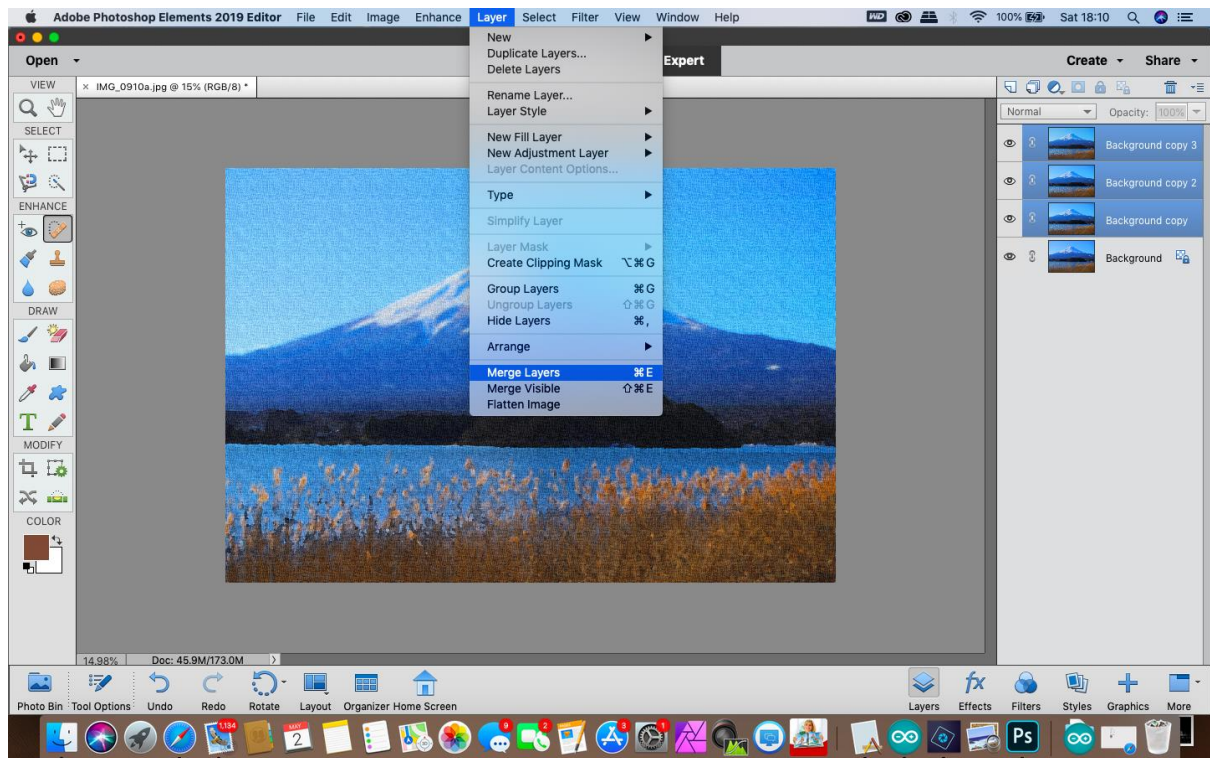 Adobe Photoshop Elements 2019 Editor File Edit Image Enhance Layer Select Filter View Window Help WD 100% Sat 18:10
Open Expert Create Share
VIEW
SELECT
ENHANCE
DRAW
MODIFY
COLOR
× IMG_0910a.jpg @ 15% (RGB/8) *
New
Duplicate Layers...
Delete Layers
Rename Layer...
Layer Style
New Fill Layer
New Adjustment Layer
Layer Content Options...
Type
Simplify Layer
Layer Mask
Create Clipping Mask ⌥⌘G
Group Layers ⌘G
Ungroup Layers ⇧⌘G
Hide Layers ⌘,
Arrange
Merge Layers ⌘E
Merge Visible ⇧⌘E
Flatten Image
Normal Opacity: 100%
Background copy 3
Background copy 2
Background copy
Background
14.98% Doc: 45.9M/173.0M
Photo Bin Tool Options Undo Redo Rotate Layout Organizer Home Screen Layers Effects Filters Styles Graphics More
1,134 MAY 2 9 2 3 1 Ps